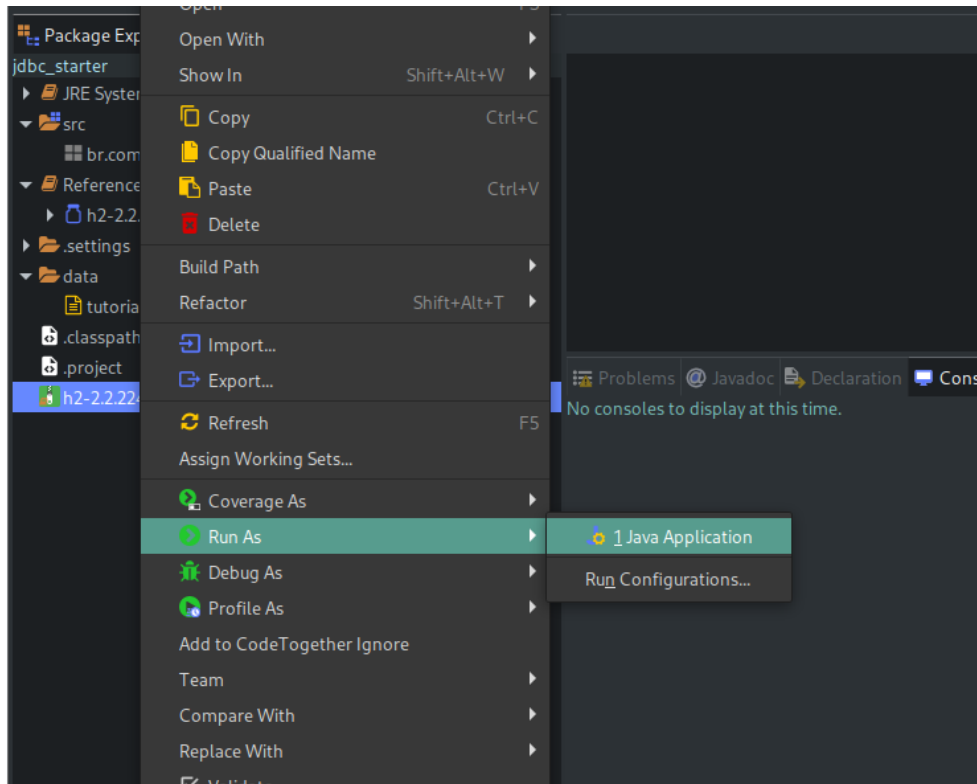 Open F3
Package Exp
jdbc_starter
JRE System
src
br.com
Reference
h2-2.2.
.settings
data
tutoria
.classpath
.project
h2-2.2.224
Open With
Show In Shift+Alt+W
Copy Ctrl+C
Copy Qualified Name
Paste Ctrl+V
Delete
Build Path
Refactor Shift+Alt+T
Import...
Export...
Refresh F5
Assign Working Sets...
Coverage As
Run As
Debug As
Profile As
Add to CodeTogether Ignore
Team
Compare With
Replace With
Validate
1 Java Application
Run Configurations...
Problems Javadoc Declaration Cons
No consoles to display at this time.